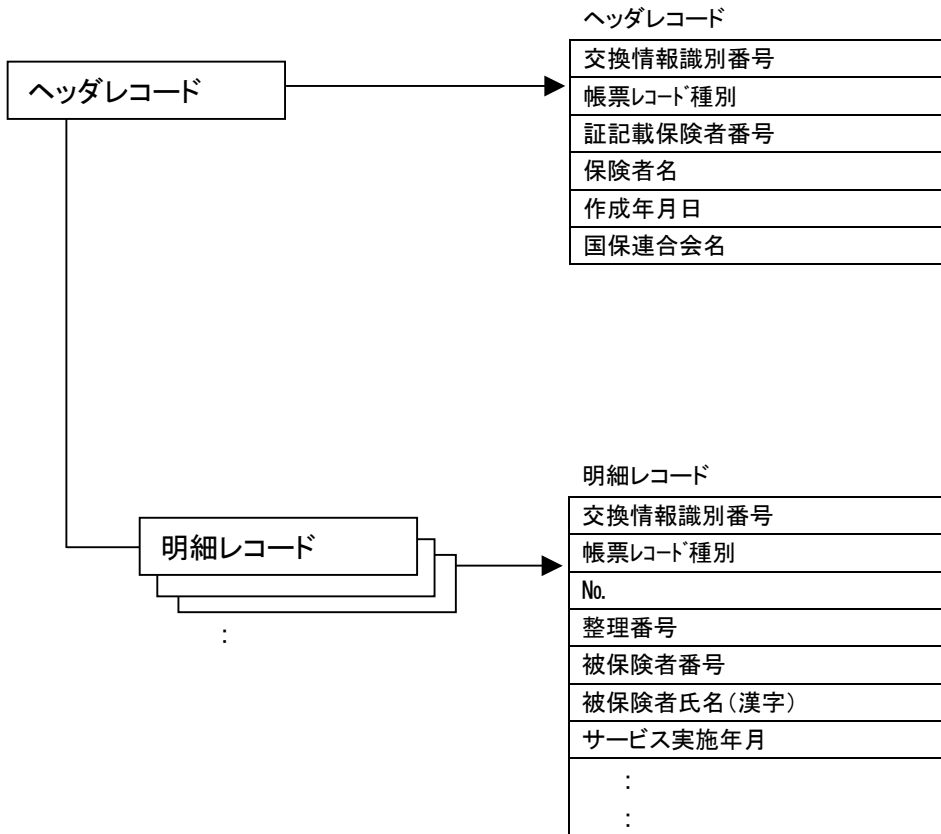 ヘッダレコード
ヘッダレコード
交換情報識別番号
帳票ﾚｺｰﾄﾞ種別
証記載保険者番号
保険者名
作成年月日
国保連合会名
明細レコード
:
明細レコード
交換情報識別番号
帳票ﾚｺｰﾄﾞ種別
№
整理番号
被保険者番号
被保険者氏名（漢字）
サービス実施年月
:
: